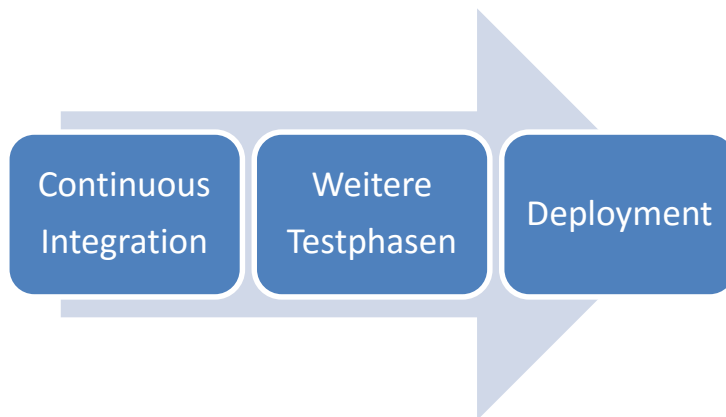 Continuous
Integration
Weitere
Testphasen
Deployment